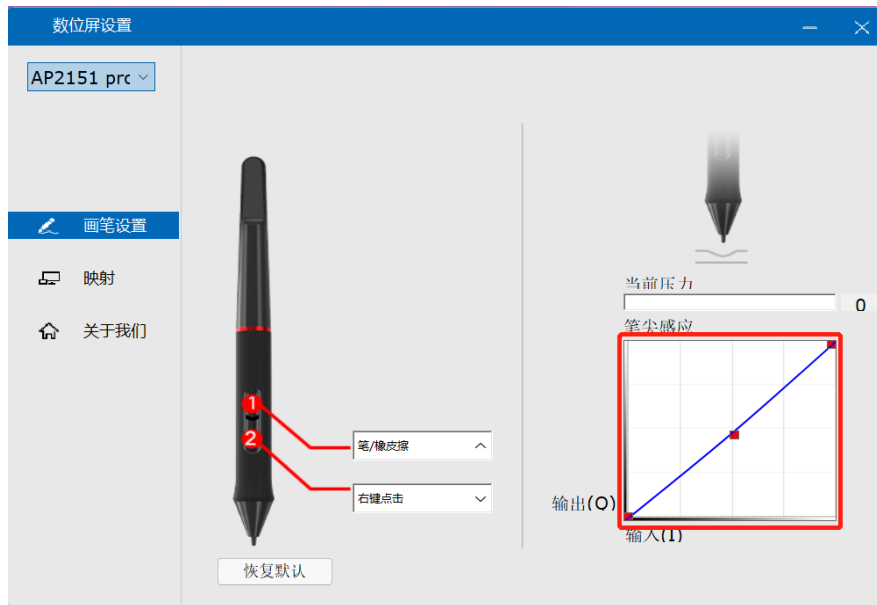 数位屏设置
AP2151 prc
画笔设置
映射
关于我们
1
2
笔/橡皮擦
右键点击
恢复默认
当前压力
0
笔尖感应
输出(O)
输入(I)